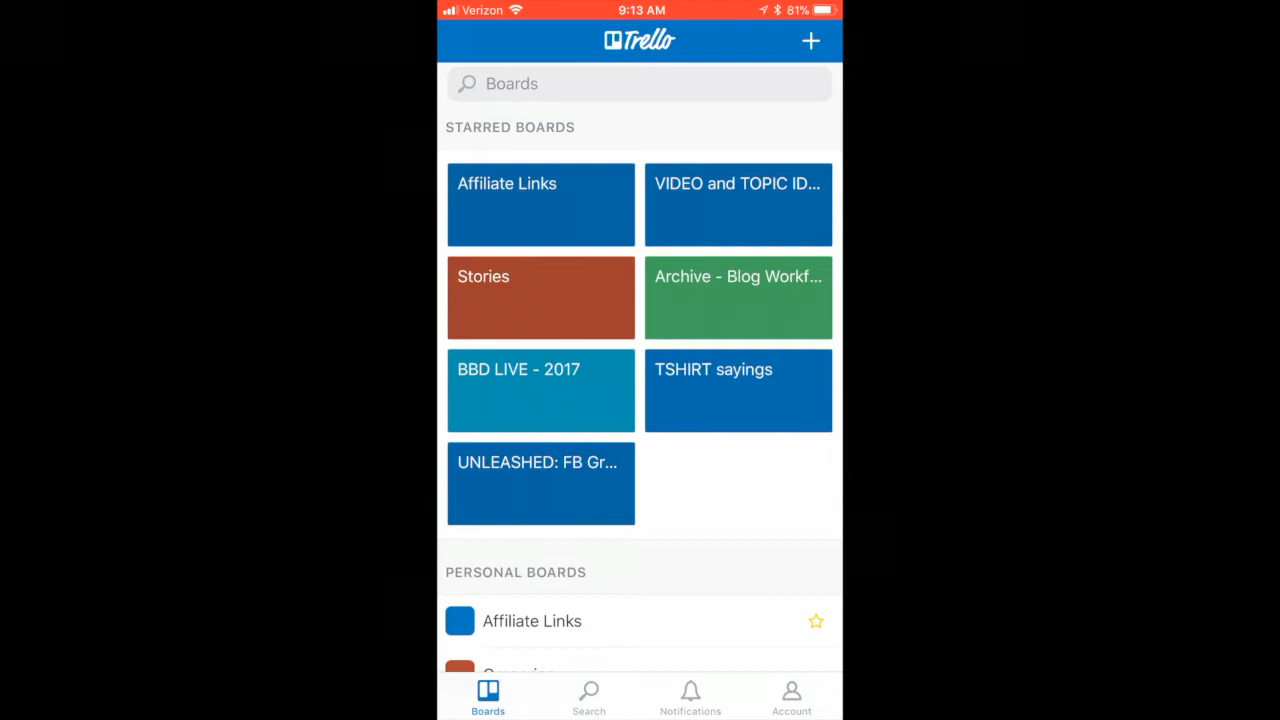 Verizon 9:13 AM 81%
Trello
Boards
STARRED BOARDS
Affiliate Links
VIDEO and TOPIC ID...
Stories
Archive - Blog Workf...
BBD LIVE - 2017
TSHIRT sayings
UNLEASHED: FB Gr...
PERSONAL BOARDS
Affiliate Links
Boards Search Notifications Account